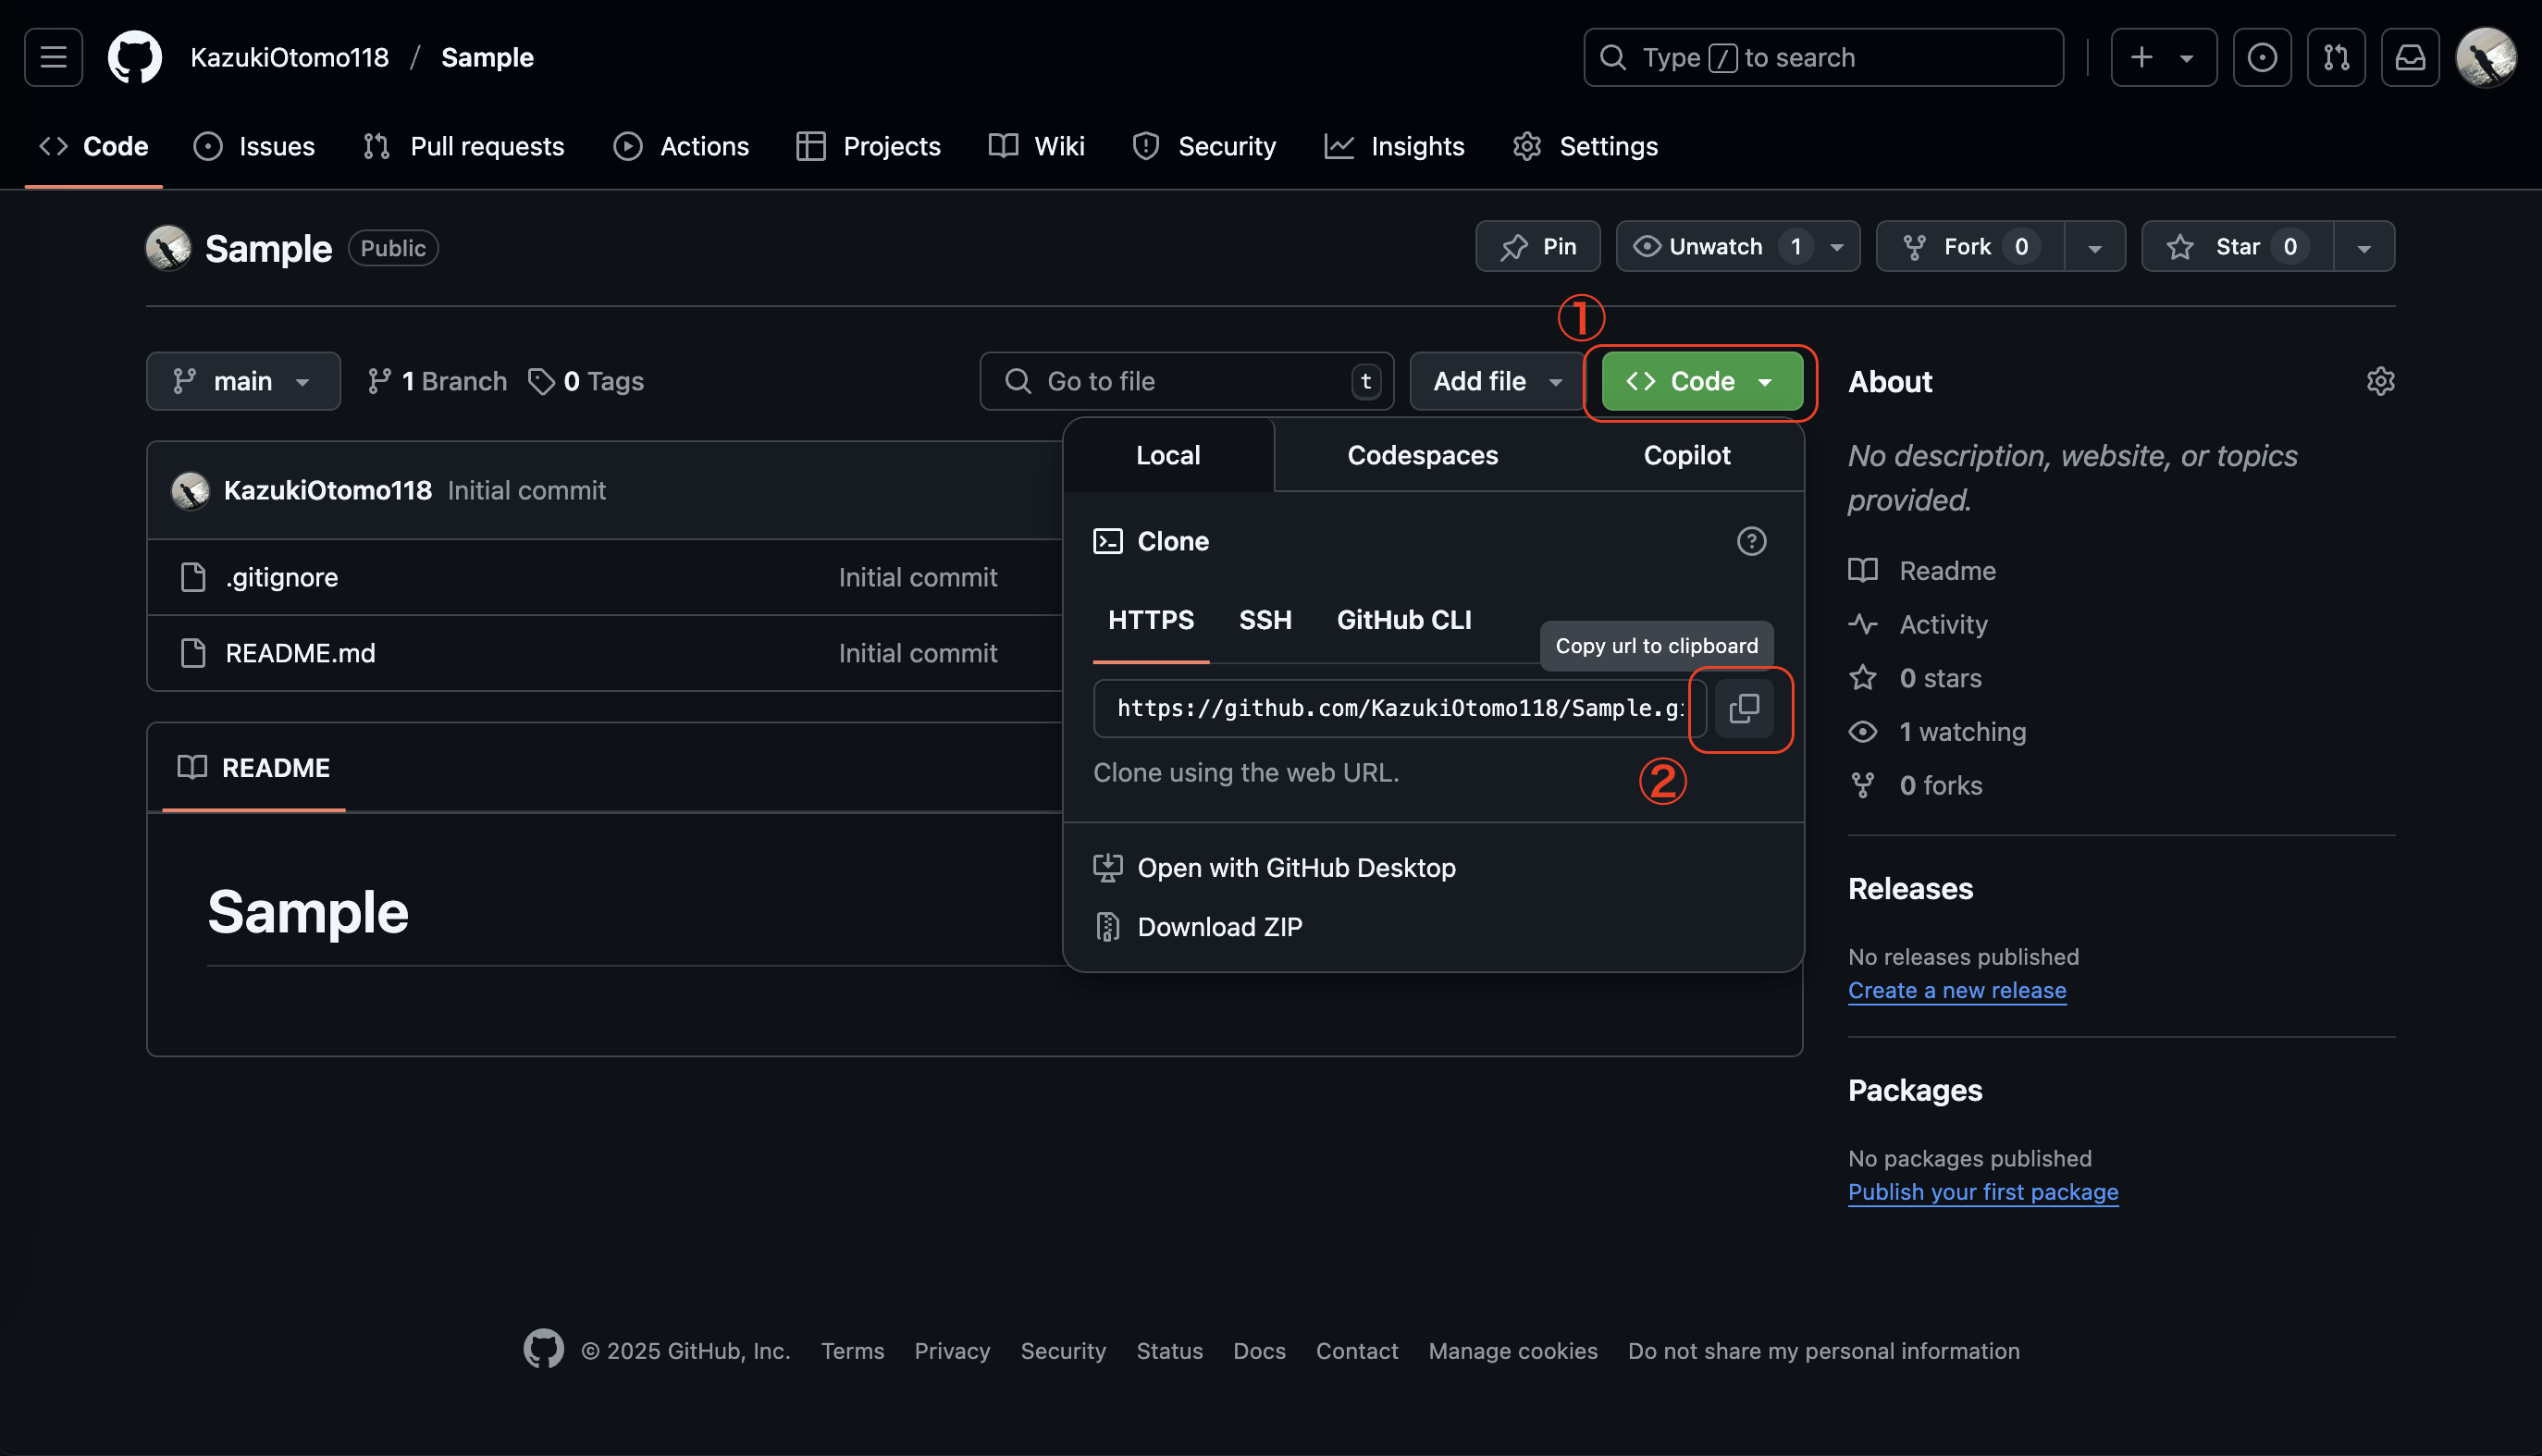 KazukiOtomo118 / Sample
Type / to search
Code Issues Pull requests Actions Projects Wiki Security Insights Settings
Sample Public
Pin Unwatch 1 Fork 0 Star 0
①
main 1 Branch 0 Tags
Go to file t Add file Code
KazukiOtomo118 Initial commit
.gitignore Initial commit
README.md Initial commit
README
Sample
Local Codespaces Copilot
Clone
HTTPS SSH GitHub CLI
Copy url to clipboard
https://github.com/KazukiOtomo118/Sample.gi
②
Clone using the web URL.
Open with GitHub Desktop
Download ZIP
About
No description, website, or topics
provided.
Readme
Activity
0 stars
1 watching
0 forks
Releases
No releases published
Create a new release
Packages
No packages published
Publish your first package
© 2025 GitHub, Inc. Terms Privacy Security Status Docs Contact Manage cookies Do not share my personal information